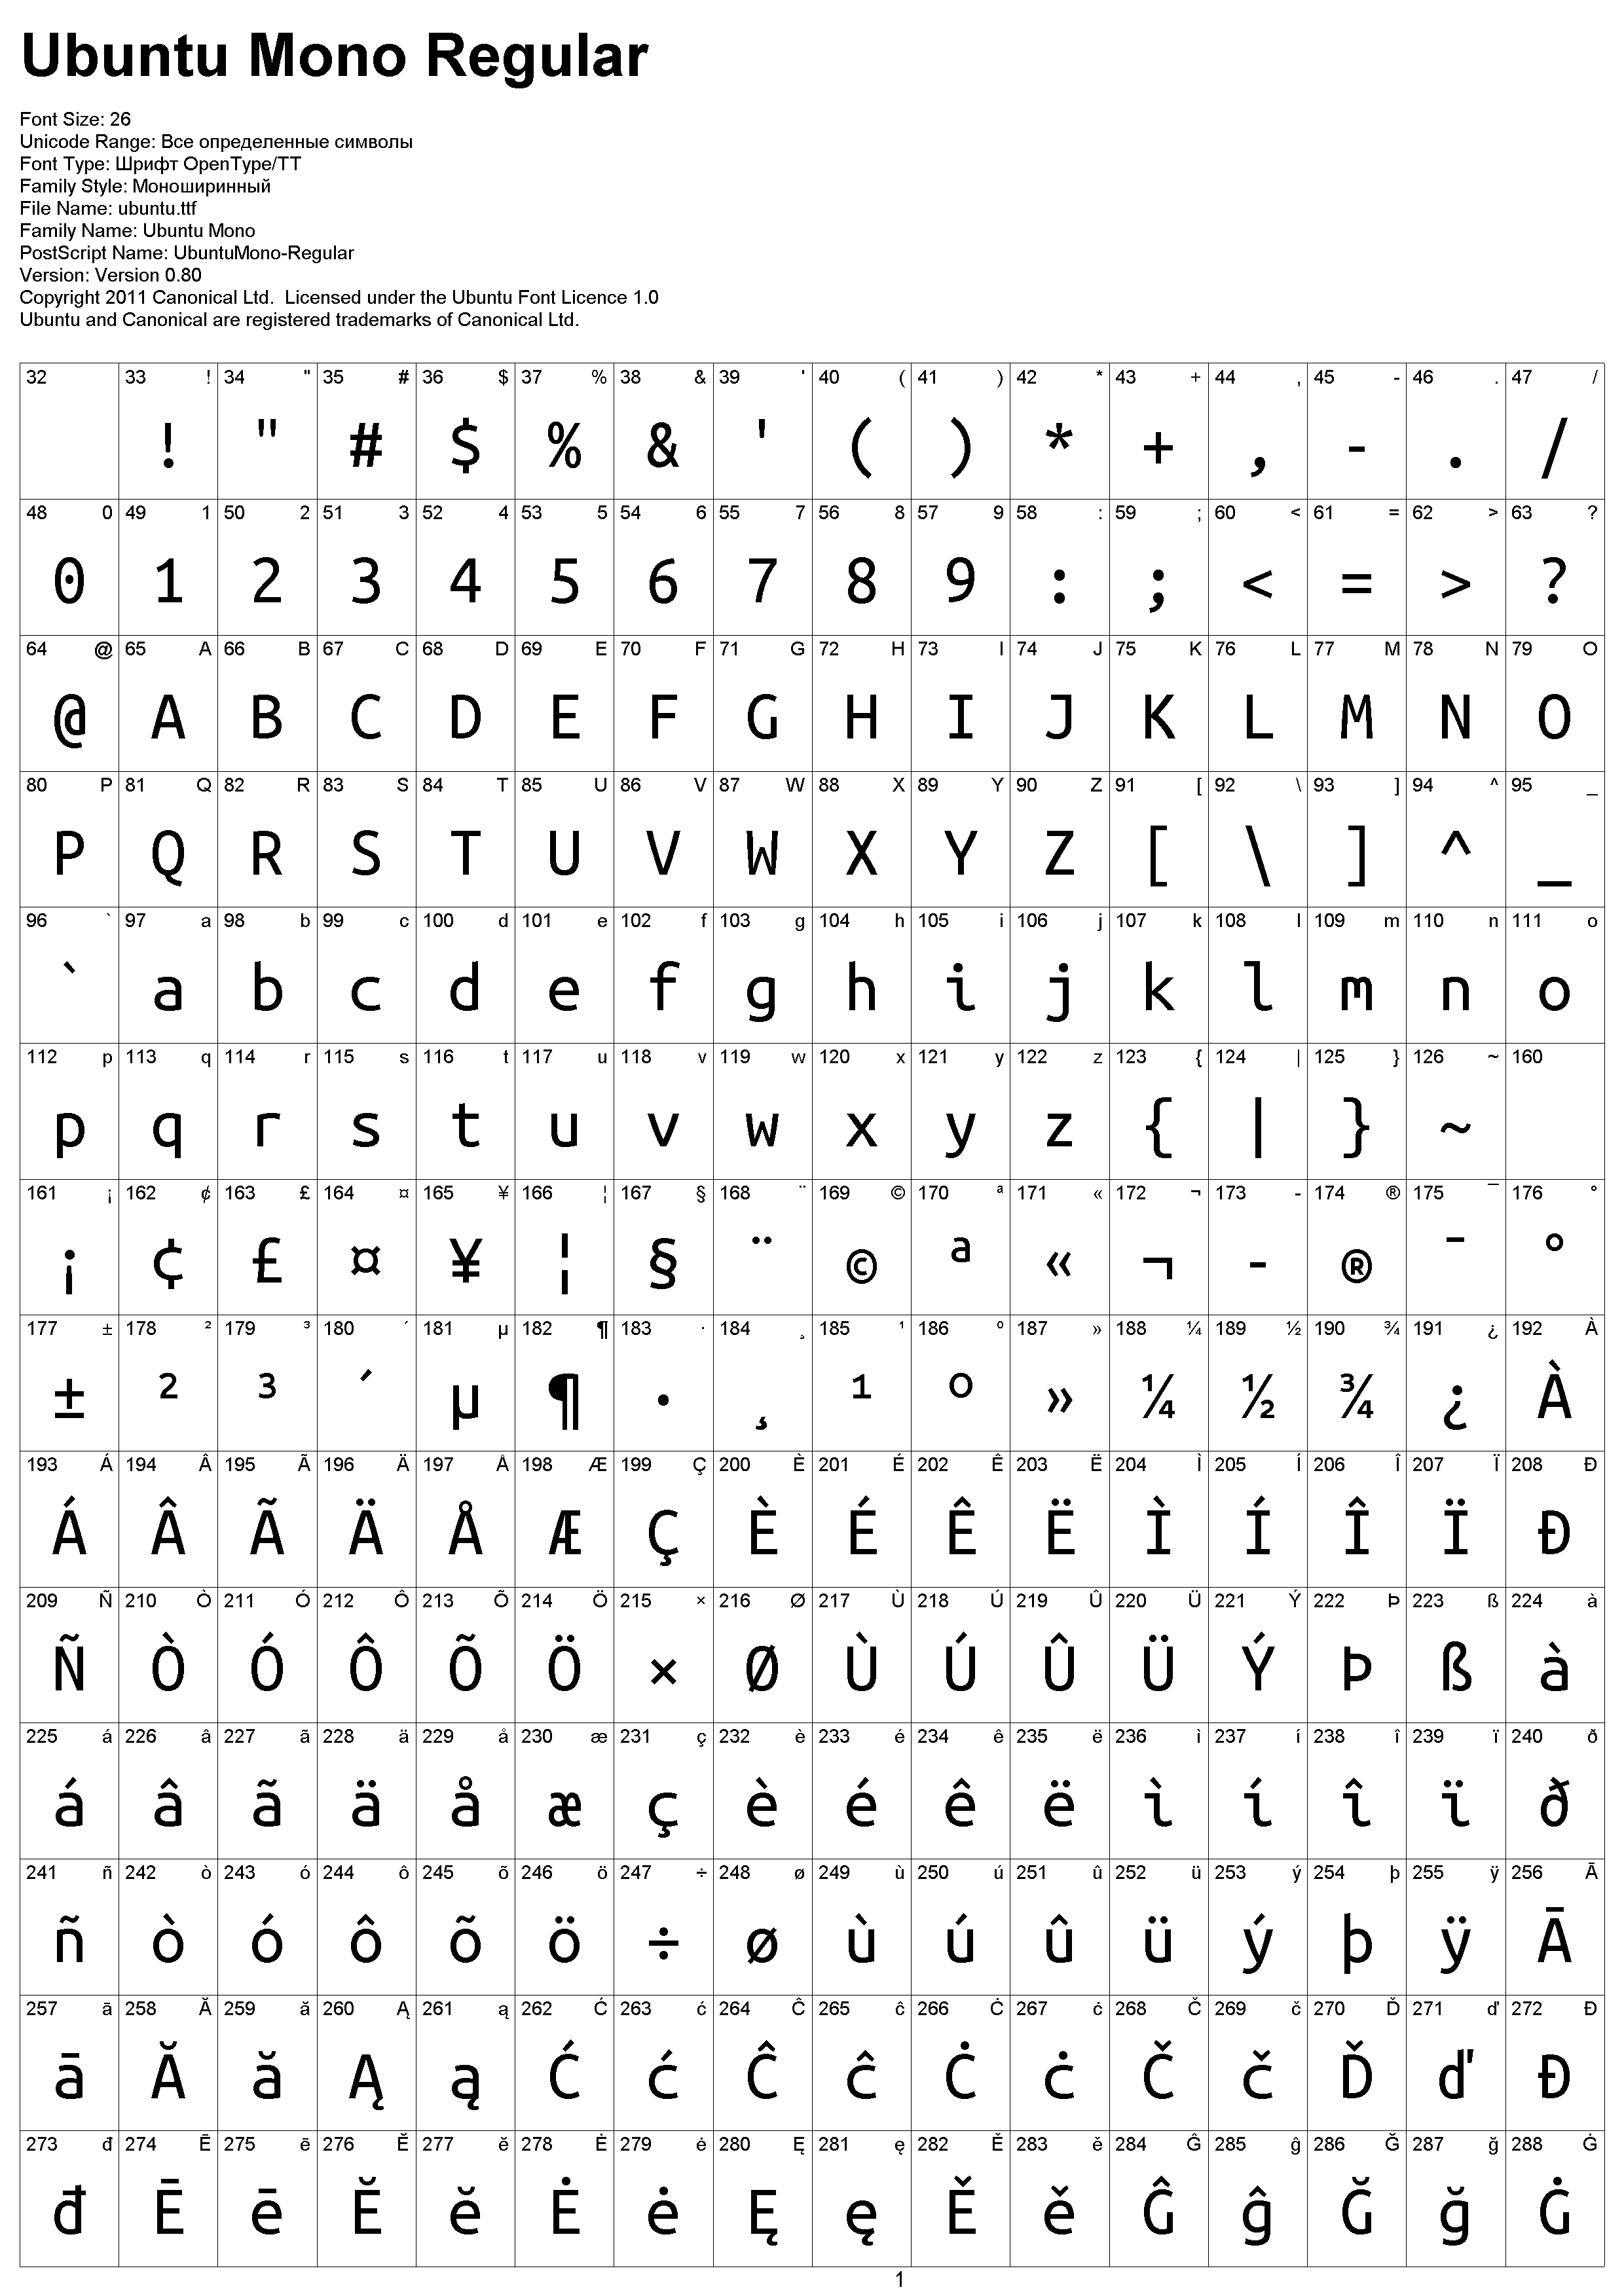 Ubuntu Mono Regular
Font Size: 26
Unicode Range: Все определенные символы
Font Type: Шрифт OpenType/TT
Family Style: Моноширинный
File Name: ubuntu.ttf
Family Name: Ubuntu Mono
PostScript Name: UbuntuMono-Regular
Version: Version 0.80
Copyright 2011 Canonical Ltd.  Licensed under the Ubuntu Font Licence 1.0
Ubuntu and Canonical are registered trademarks of Canonical Ltd.
32 33 ! 34 " 35 # 36 $ 37 % 38 & 39 ' 40 ( 41 ) 42 * 43 + 44 , 45 - 46 . 47 /
! " # $ % & ' ( ) * + , - . /
48 0 49 1 50 2 51 3 52 4 53 5 54 6 55 7 56 8 57 9 58 : 59 ; 60 < 61 = 62 > 63 ?
0 1 2 3 4 5 6 7 8 9 : ; < = > ?
64 @ 65 A 66 B 67 C 68 D 69 E 70 F 71 G 72 H 73 I 74 J 75 K 76 L 77 M 78 N 79 O
@ A B C D E F G H I J K L M N O
80 P 81 Q 82 R 83 S 84 T 85 U 86 V 87 W 88 X 89 Y 90 Z 91 [ 92 \ 93 ] 94 ^ 95 _
P Q R S T U V W X Y Z [ \ ] ^ _
96 ` 97 a 98 b 99 c 100 d 101 e 102 f 103 g 104 h 105 i 106 j 107 k 108 l 109 m 110 n 111 o
` a b c d e f g h i j k l m n o
112 p 113 q 114 r 115 s 116 t 117 u 118 v 119 w 120 x 121 y 122 z 123 { 124 | 125 } 126 ~ 160
p q r s t u v w x y z { | } ~
161 ¡ 162 ¢ 163 £ 164 ¤ 165 ¥ 166 ¦ 167 § 168 ¨ 169 © 170 ª 171 « 172 ¬ 173 - 174 ® 175 ¯ 176 °
¡ ¢ £ ¤ ¥ ¦ § ¨ © ª « ¬ - ® ¯ °
177 ± 178 ² 179 ³ 180 ´ 181 µ 182 ¶ 183 · 184 ¸ 185 ¹ 186 º 187 » 188 ¼ 189 ½ 190 ¾ 191 ¿ 192 À
± ² ³ ´ µ ¶ · ¸ ¹ º » ¼ ½ ¾ ¿ À
193 Á 194 Â 195 Ã 196 Ä 197 Å 198 Æ 199 Ç 200 È 201 É 202 Ê 203 Ë 204 Ì 205 Í 206 Î 207 Ï 208 Ð
Á Â Ã Ä Å Æ Ç È É Ê Ë Ì Í Î Ï Ð
209 Ñ 210 Ò 211 Ó 212 Ô 213 Õ 214 Ö 215 × 216 Ø 217 Ù 218 Ú 219 Û 220 Ü 221 Ý 222 Þ 223 ß 224 à
Ñ Ò Ó Ô Õ Ö × Ø Ù Ú Û Ü Ý Þ ß à
225 á 226 â 227 ã 228 ä 229 å 230 æ 231 ç 232 è 233 é 234 ê 235 ë 236 ì 237 í 238 î 239 ï 240 ð
á â ã ä å æ ç è é ê ë ì í î ï ð
241 ñ 242 ò 243 ó 244 ô 245 õ 246 ö 247 ÷ 248 ø 249 ù 250 ú 251 û 252 ü 253 ý 254 þ 255 ÿ 256 Ā
ñ ò ó ô õ ö ÷ ø ù ú û ü ý þ ÿ Ā
257 ā 258 Ă 259 ă 260 Ą 261 ą 262 Ć 263 ć 264 Ĉ 265 ĉ 266 Ċ 267 ċ 268 Č 269 č 270 Ď 271 ď 272 Đ
ā Ă ă Ą ą Ć ć Ĉ ĉ Ċ ċ Č č Ď ď Đ
273 đ 274 Ē 275 ē 276 Ĕ 277 ĕ 278 Ė 279 ė 280 Ę 281 ę 282 Ě 283 ě 284 Ĝ 285 ĝ 286 Ğ 287 ğ 288 Ġ
đ Ē ē Ĕ ĕ Ė ė Ę ę Ě ě Ĝ ĝ Ğ ğ Ġ
1